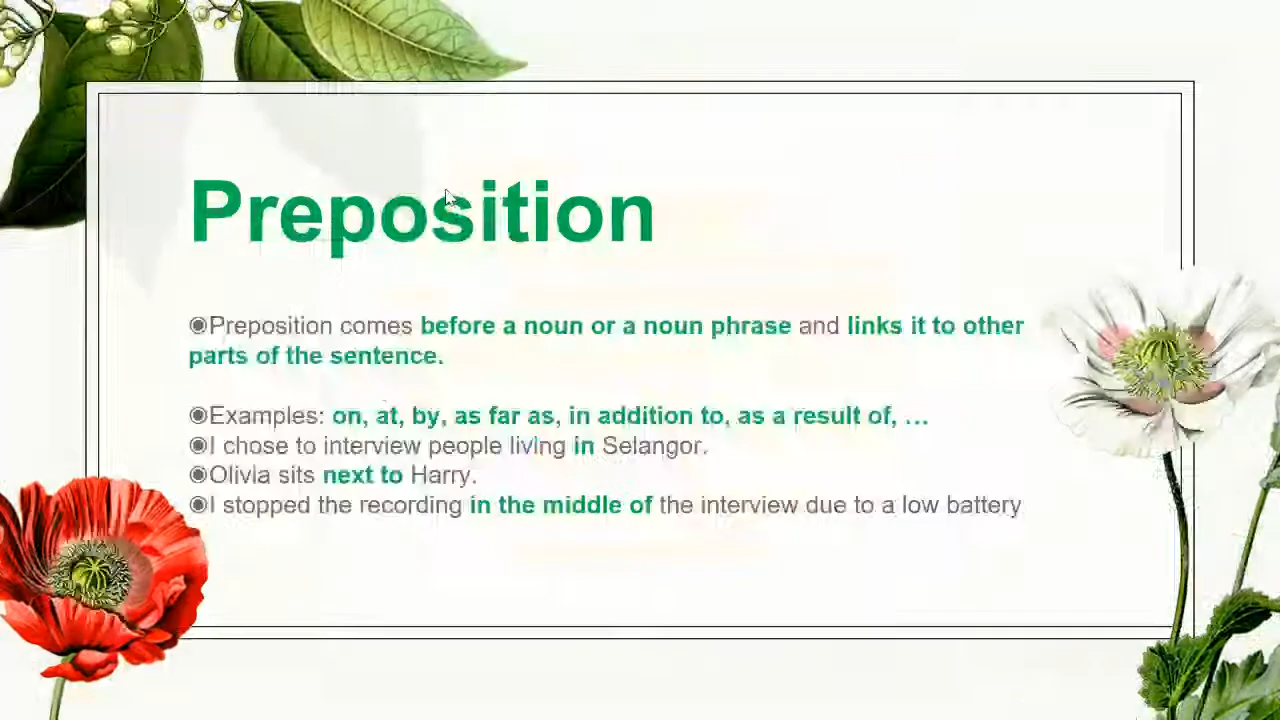 Preposition
◉Preposition comes before a noun or a noun phrase and links it to other
parts of the sentence.
◉Examples: on, at, by, as far as, in addition to, as a result of, …
◉I chose to interview people living in Selangor.
◉Olivia sits next to Harry.
◉I stopped the recording in the middle of the interview due to a low battery